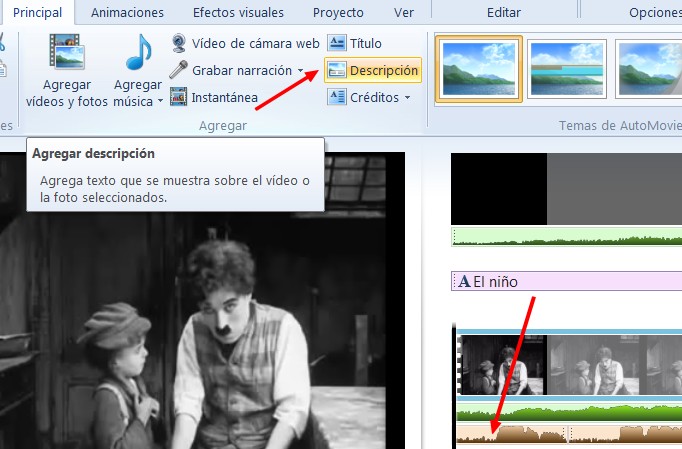 Principal Animaciones Efectos visuales Proyecto Ver Editar Opciones
Agregar vídeos y fotos
Agregar música
Vídeo de cámara web
Grabar narración
Instantánea
Título
Descripción
Créditos
es Agregar Temas de AutoMovie
Agregar descripción
Agrega texto que se muestra sobre el vídeo o
la foto seleccionados.
A El niño